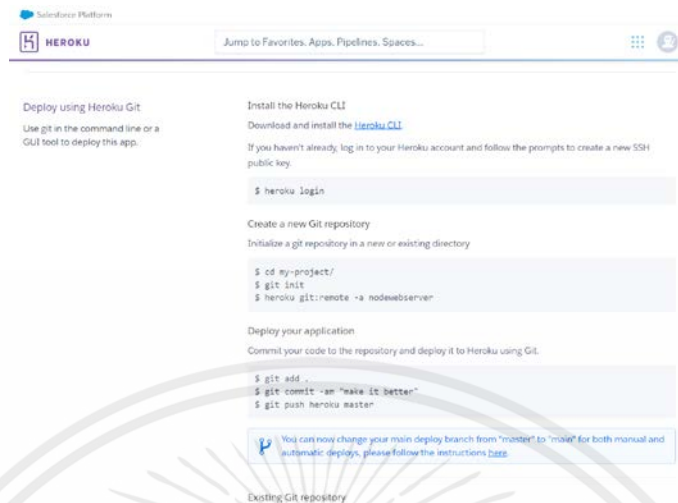 Salesforce Platform
HEROKU
Jump to Favorites, Apps, Pipelines, Spaces...
Deploy using Heroku Git
Use git in the command line or a
GUI tool to deploy this app.
Install the Heroku CLI
Download and install the Heroku CLI.
If you haven't already, log in to your Heroku account and follow the prompts to create a new SSH
public key.
$ heroku login
Create a new Git repository
Initialize a git repository in a new or existing directory
$ cd my-project/
$ git init
$ heroku git:remote -a nodewebserver
Deploy your application
Commit your code to the repository and deploy it to Heroku using Git.
$ git add .
$ git commit -am "make it better"
$ git push heroku master
You can now change your main deploy branch from "master" to "main" for both manual and
automatic deploys, please follow the instructions here.
Existing Git repository